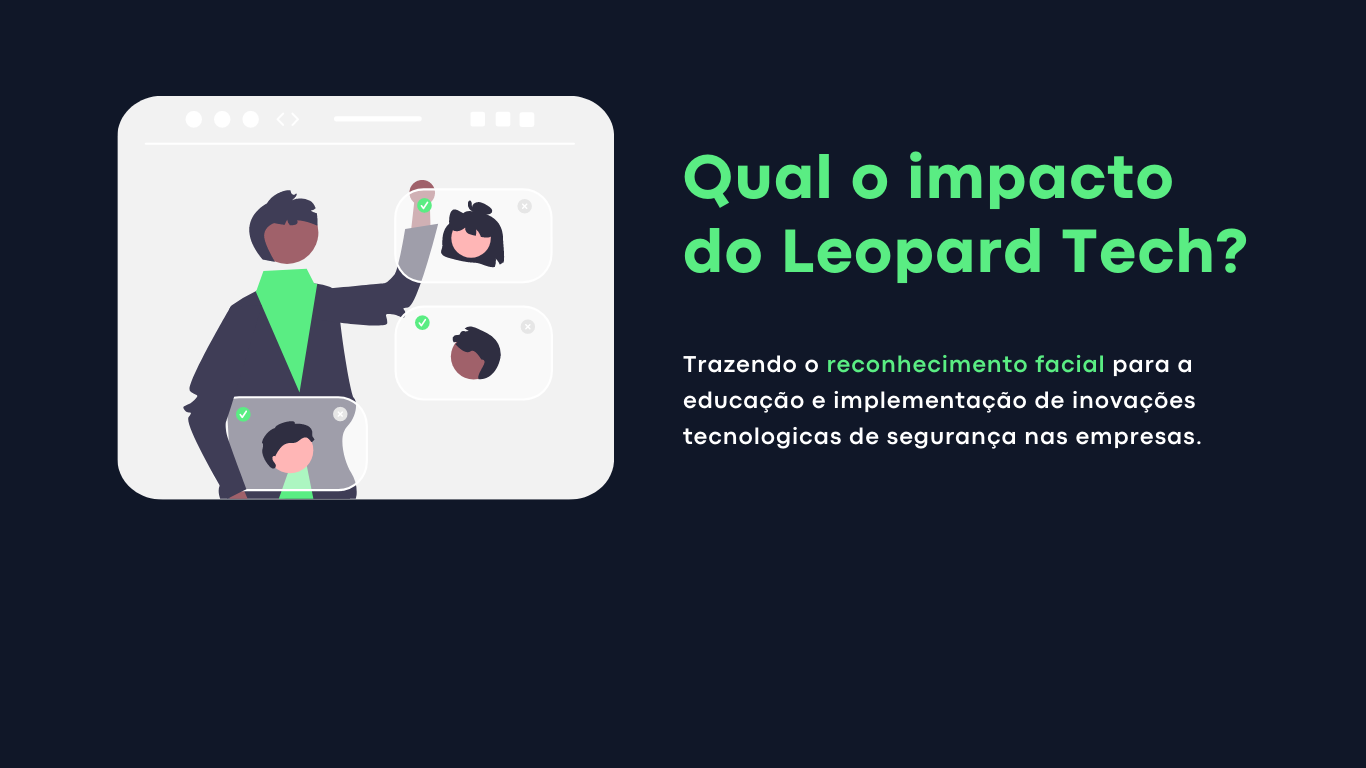 Qual o impacto
do Leopard Tech?
Trazendo o reconhecimento facial para a
educação e implementação de inovações
tecnologicas de segurança nas empresas.